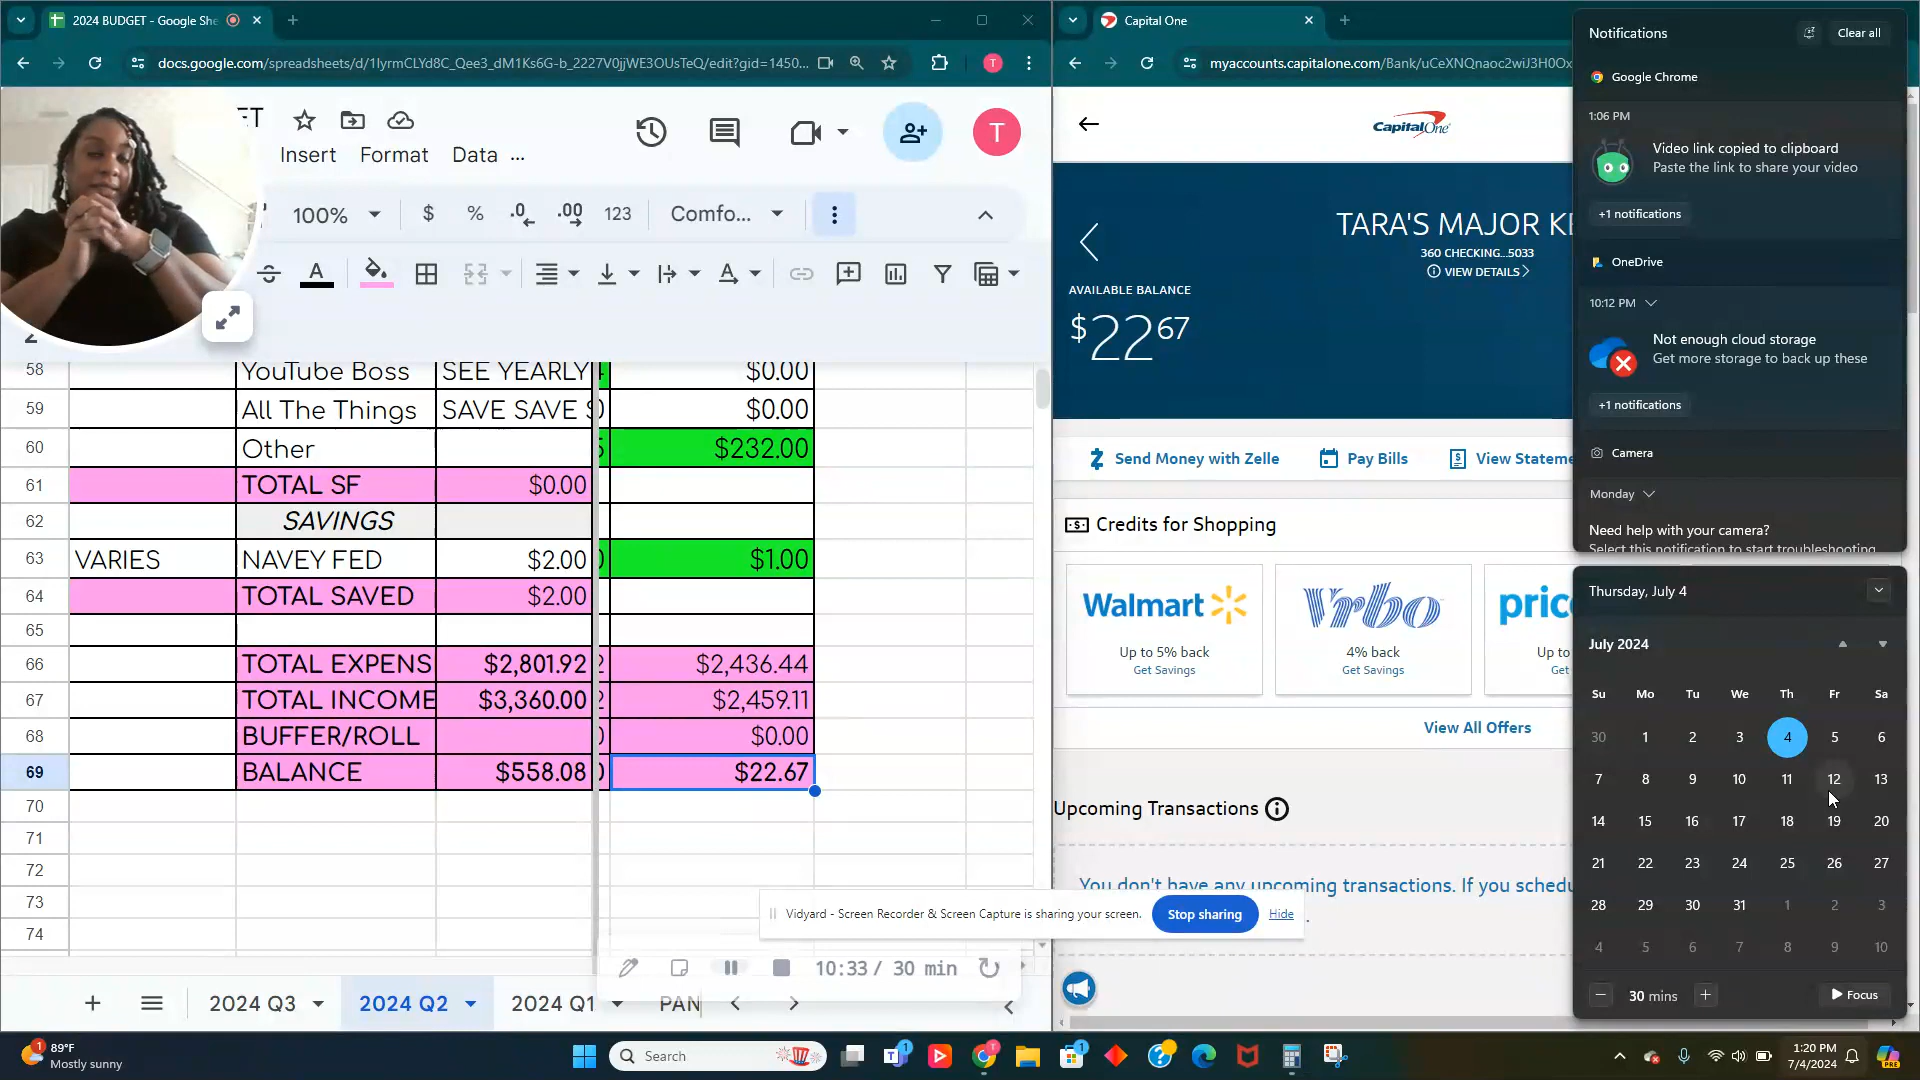 2024 BUDGET - Google She
docs.google.com/spreadsheets/d/1IyrmCLYd8C_Qee3_dM1Ks6G-b_2227V0jjWE3OUsTeQ/edit?gid=1450...
T
ET
Insert Format Data ...
T
100% $ % .0 .00 123 Comfo...
A A
58 YouTube Boss SEE YEARLY $0.00
59 All The Things SAVE SAVE $0.00
60 Other $232.00
61 TOTAL SF $0.00
62 SAVINGS
63 VARIES NAVEY FED $2.00 $1.00
64 TOTAL SAVED $2.00
65
66 TOTAL EXPENS $2,801.92 $2,436.44
67 TOTAL INCOME $3,360.00 $2,459.11
68 BUFFER/ROLL $0.00
69 BALANCE $558.08 $22.67
70
71
72
73
74
Vidyard - Screen Recorder & Screen Capture is sharing your screen. Stop sharing Hide
10:33 / 30 min
2024 Q3 2024 Q2 2024 Q1 PAN
Capital One
myaccounts.capitalone.com/Bank/uCeXNQnaoc2wiJ3H0Ox
Capital One
TARA'S MAJOR KE
360 CHECKING...5033
VIEW DETAILS
AVAILABLE BALANCE
$22 67
Send Money with Zelle Pay Bills View Stateme
Credits for Shopping
Walmart Vrbo price
Up to 5% back 4% back Up to
Get Savings Get Savings Get
View All Offers
Upcoming Transactions
You don't have any upcoming transactions. If you schedu
.
Notifications Clear all
Google Chrome
1:06 PM
Video link copied to clipboard
Paste the link to share your video
+1 notifications
OneDrive
10:12 PM
Not enough cloud storage
Get more storage to back up these
+1 notifications
Camera
Monday
Need help with your camera?
Select this notification to start troubleshooting
Thursday, July 4
July 2024
Su Mo Tu We Th Fr Sa
30 1 2 3 4 5 6
7 8 9 10 11 12 13
14 15 16 17 18 19 20
21 22 23 24 25 26 27
28 29 30 31 1 2 3
4 5 6 7 8 9 10
30 mins Focus
1 89°F
Mostly sunny
Search
1
1
1:20 PM
7/4/2024
PRE